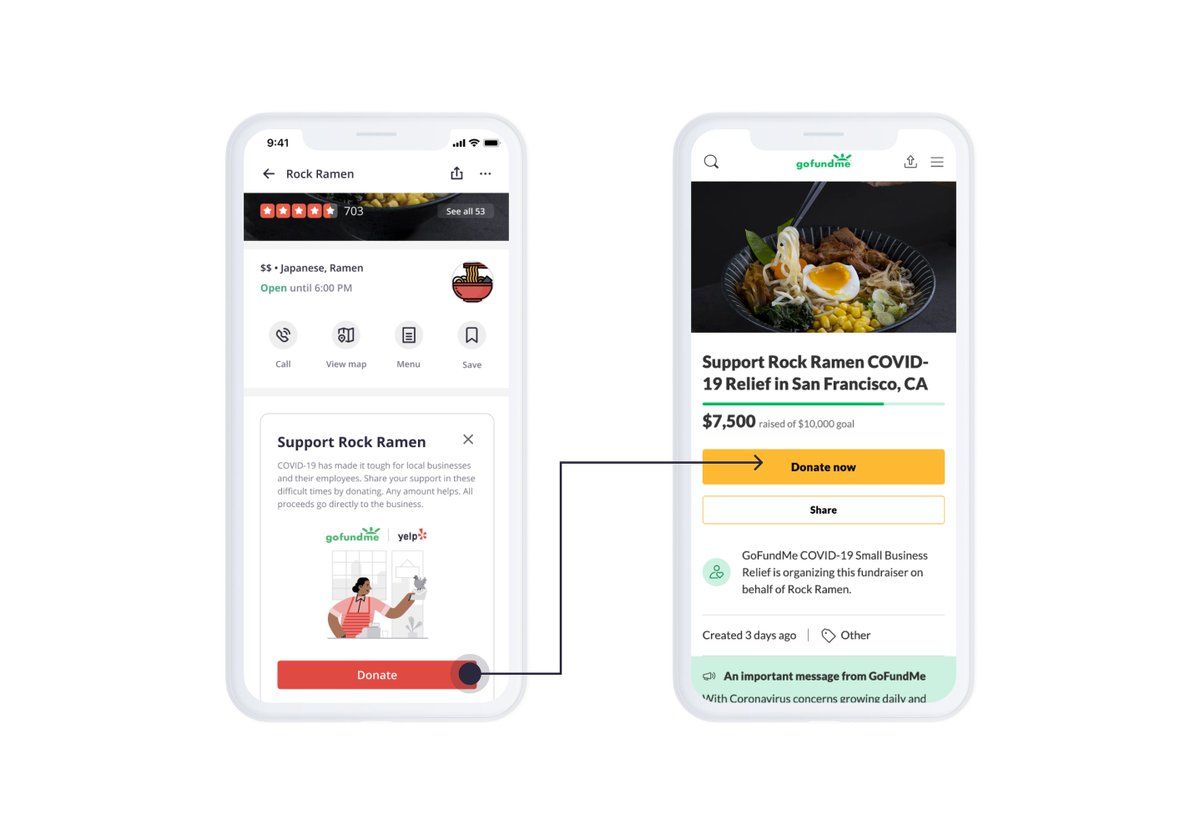 9:41
Rock Ramen
703
See all 53
$$ • Japanese, Ramen
Open until 6:00 PM
Call
View map
Menu
Save
Support Rock Ramen
COVID-19 has made it tough for local businesses
and their employees. Share your support in these
difficult times by donating. Any amount helps. All
proceeds go directly to the business.
gofundme
yelp
Donate
gofundme
Support Rock Ramen COVID-
19 Relief in San Francisco, CA
$7,500 raised of $10,000 goal
Donate now
Share
GoFundMe COVID-19 Small Business
Relief is organizing this fundraiser on
behalf of Rock Ramen.
Created 3 days ago
Other
An important message from GoFundMe
With Coronavirus concerns growing daily and